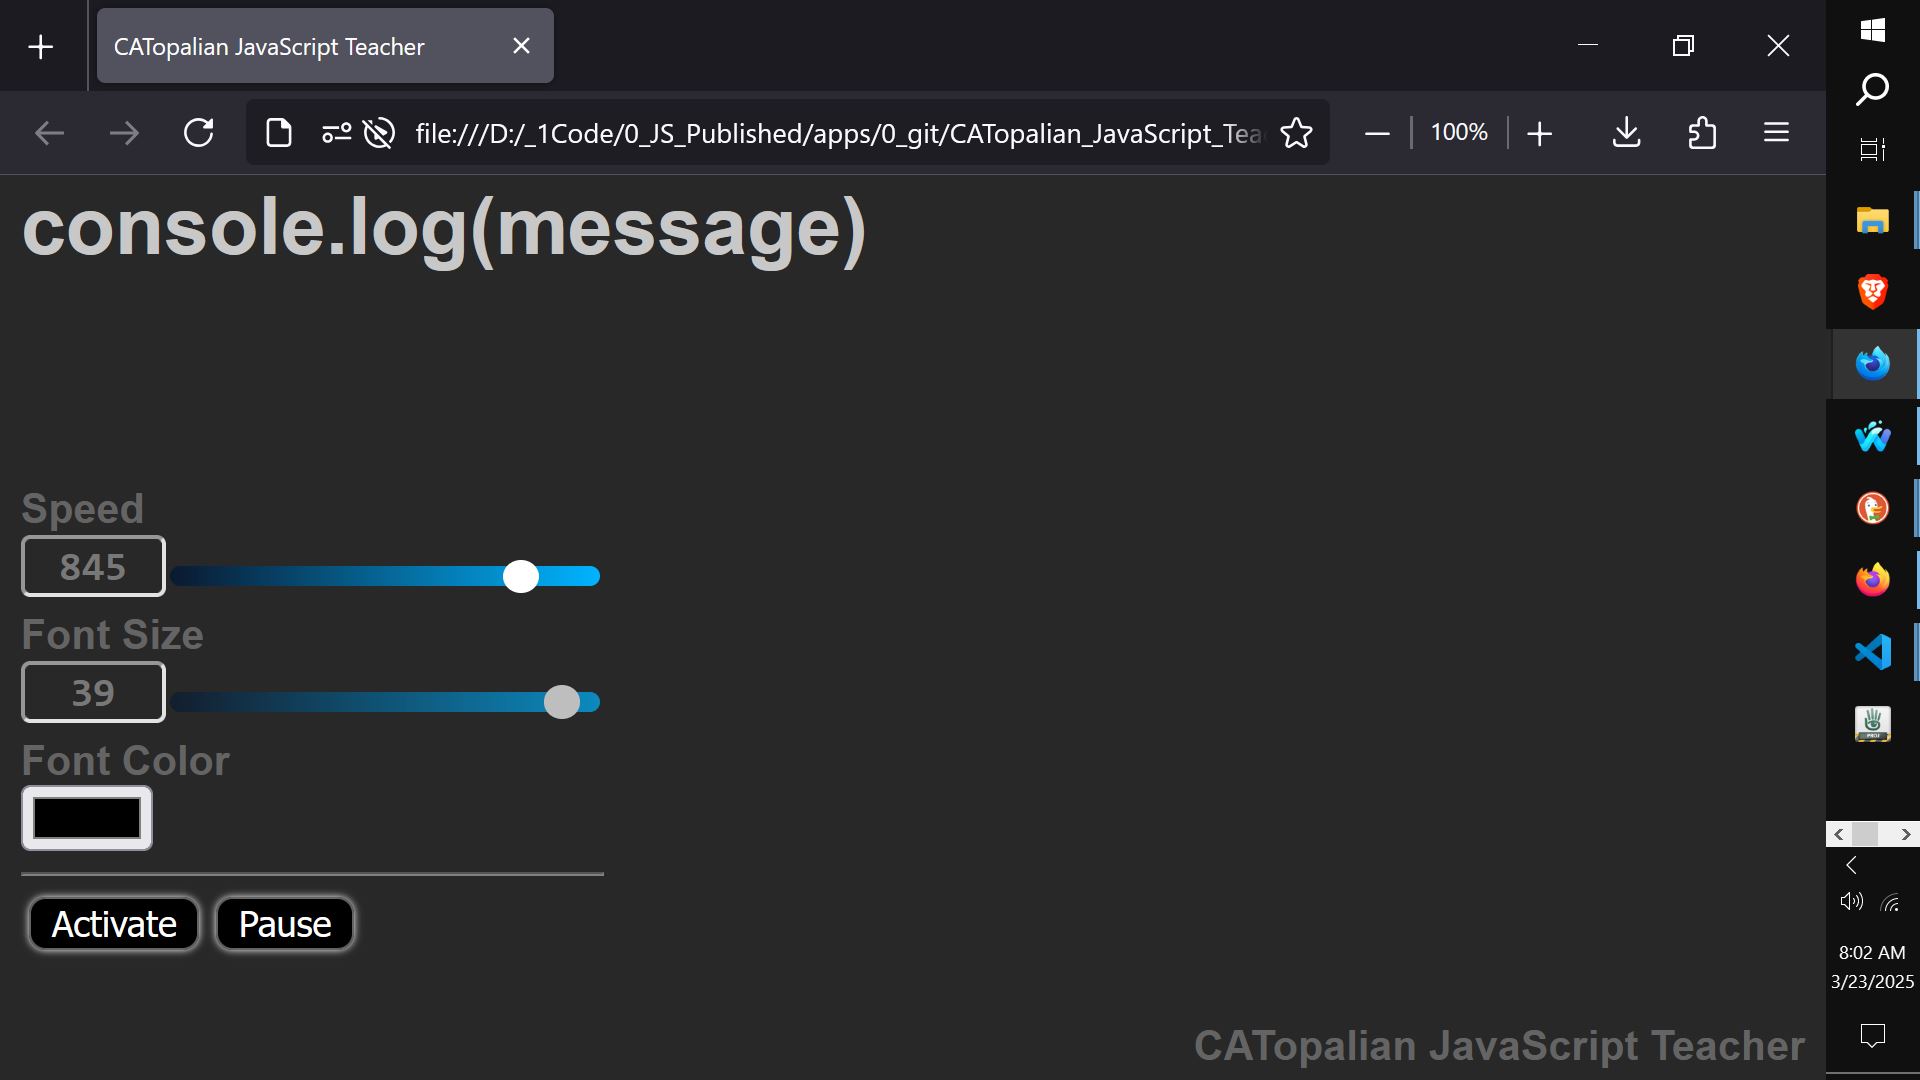 CATopalian JavaScript Teacher
file:///D:/_1Code/0_JS_Published/apps/0_git/CATopalian_JavaScript_Tea
100%
console.log(message)
Speed
845
Font Size
39
Font Color
Activate Pause
CATopalian JavaScript Teacher
PROJ
8:02 AM
3/23/2025